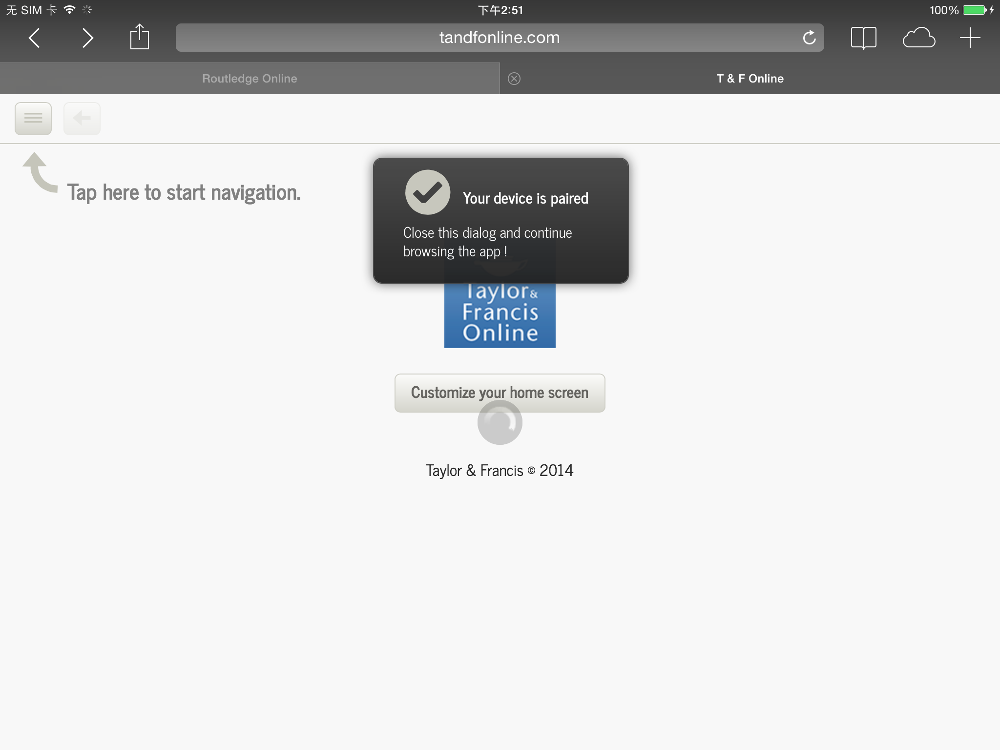 无 SIM 卡
下午2:51
100%
tandfonline.com
Routledge Online
T & F Online
Tap here to start navigation.
Your device is paired
Close this dialog and continue
browsing the app !
Taylor &
Francis
Online
Customize your home screen
Taylor & Francis © 2014